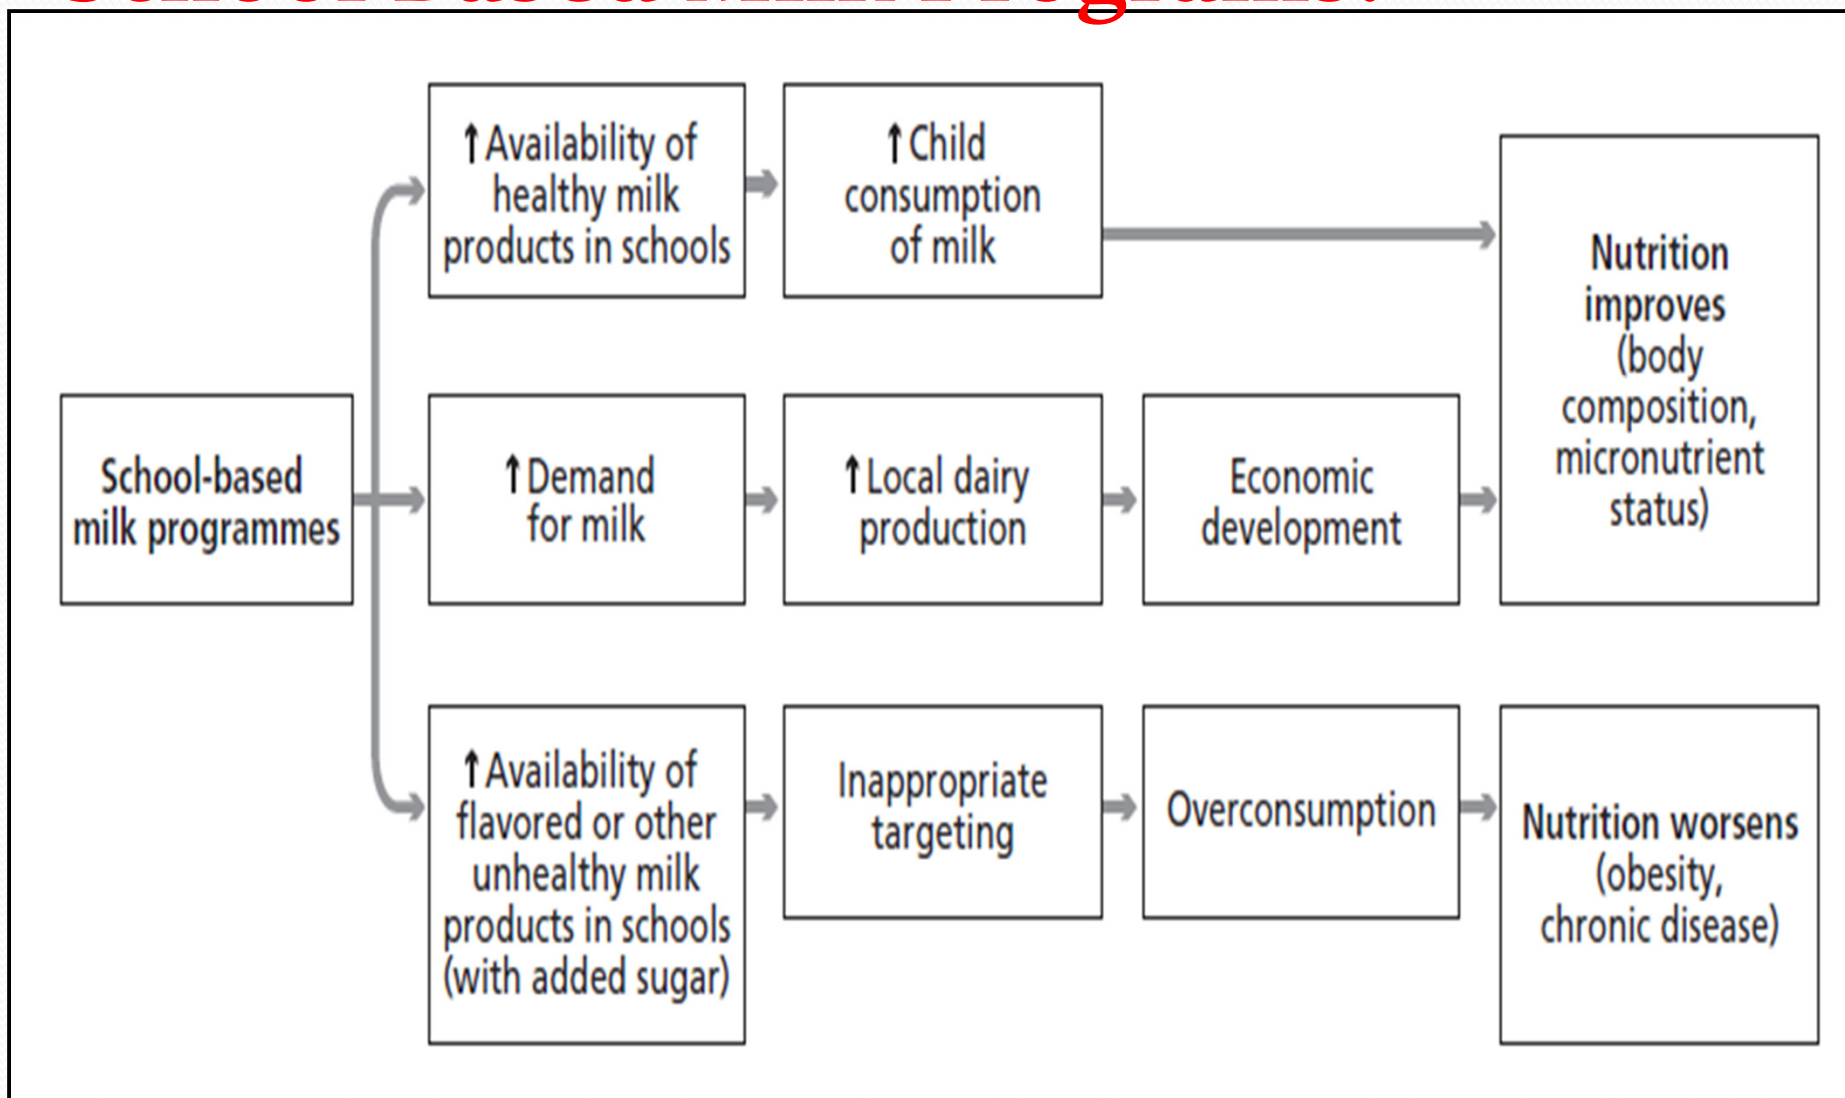 ↑Availability of
healthy milk
products in schools
↑Child
consumption
of milk
Nutrition
improves
(body
composition,
micronutrient
status)
School-based
milk programmes
↑Demand
for milk
↑Local dairy
production
Economic
development
↑Availability of
flavored or other
unhealthy milk
products in schools
(with added sugar)
Inappropriate
targeting
Overconsumption
Nutrition worsens
(obesity,
chronic disease)